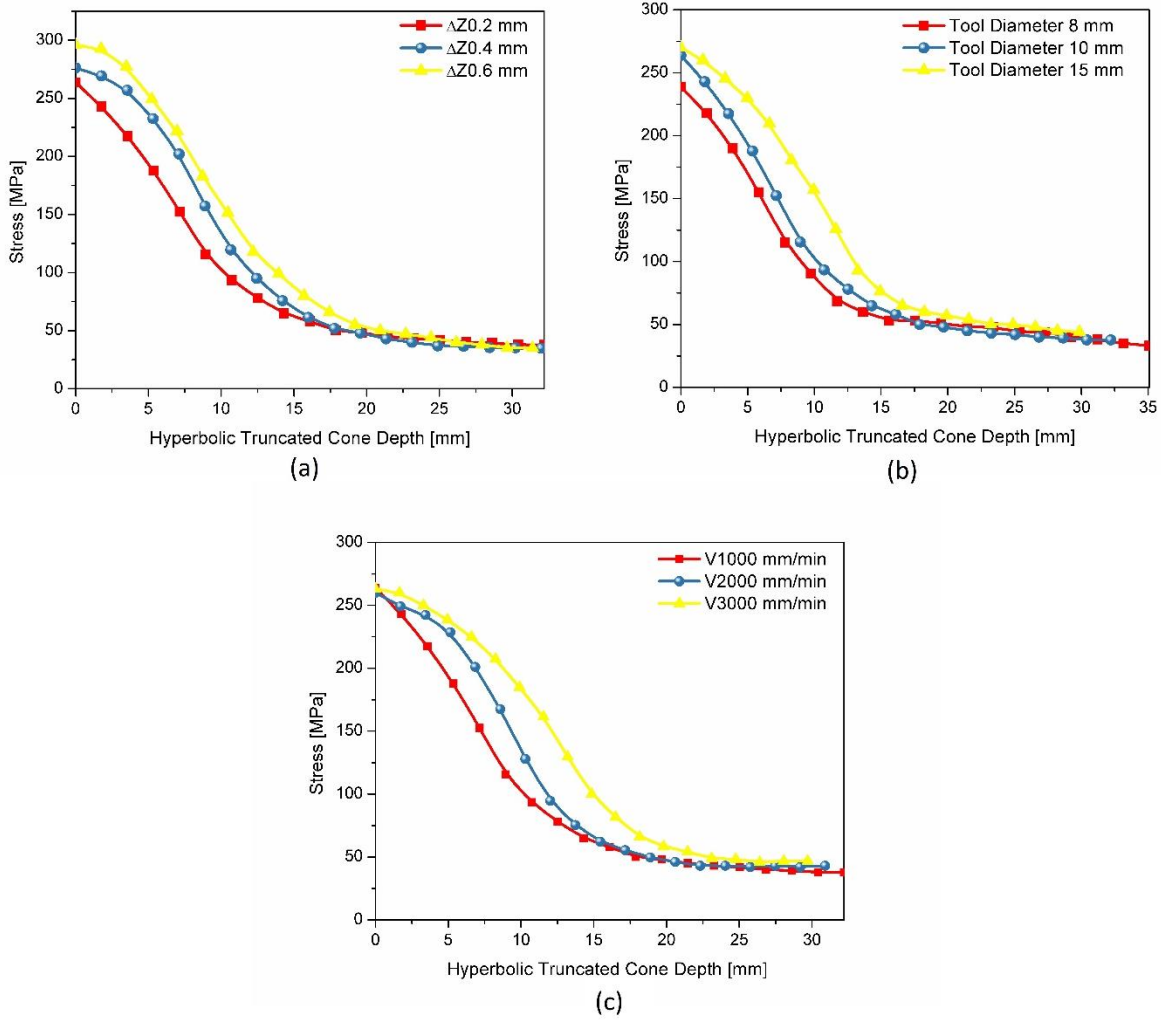 300
250
200
150
100
50
0
Stress [MPa]
ΔZ0.2 mm
ΔZ0.4 mm
ΔZ0.6 mm
0 5 10 15 20 25 30
Hyperbolic Truncated Cone Depth [mm]
(a)
300
250
200
150
100
50
0
Stress [MPa]
Tool Diameter 8 mm
Tool Diameter 10 mm
Tool Diameter 15 mm
0 5 10 15 20 25 30 35
Hyperbolic Truncated Cone Depth [mm]
(b)
300
250
200
150
100
50
0
Stress [MPa]
V1000 mm/min
V2000 mm/min
V3000 mm/min
0 5 10 15 20 25 30
Hyperbolic Truncated Cone Depth [mm]
(c)